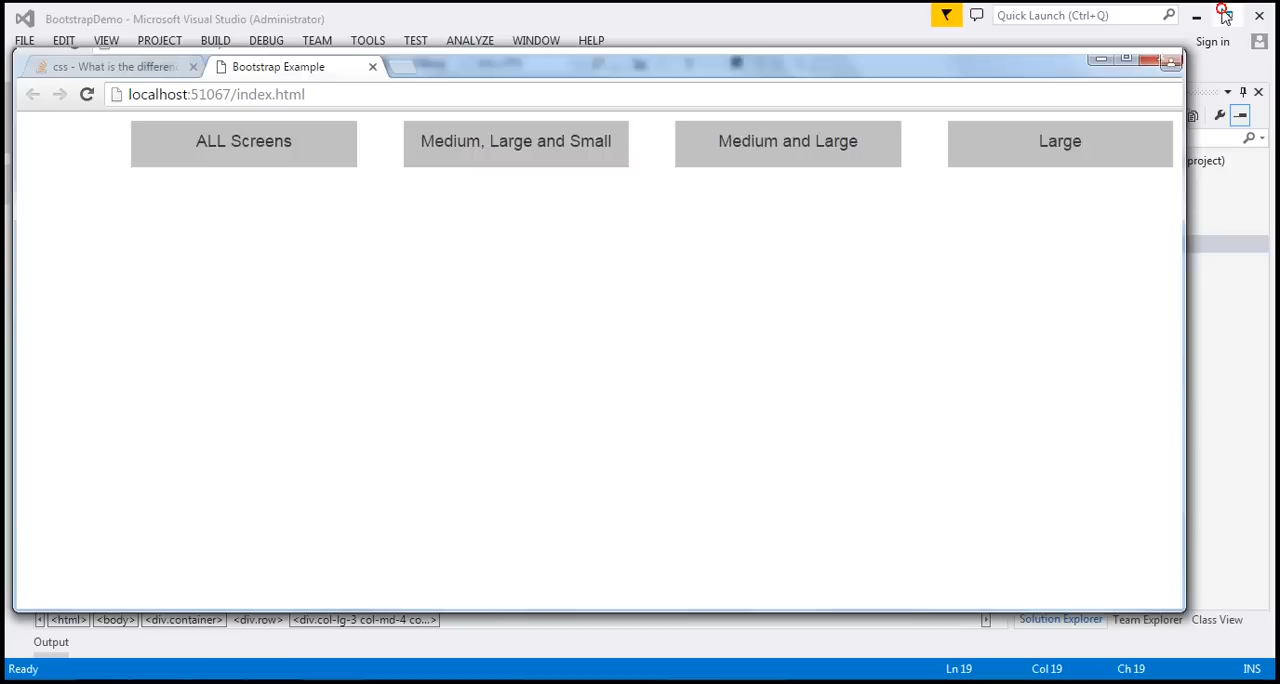 BootstrapDemo - Microsoft Visual Studio (Administrator)
Quick Launch (Ctrl+Q)
FILE EDIT VIEW PROJECT BUILD DEBUG TEAM TOOLS TEST ANALYZE WINDOW HELP
Sign in
css - What is the differen
Bootstrap Example
localhost:51067/index.html
ALL Screens
Medium, Large and Small
Medium and Large
Large
project)
<html> <body> <div.container> <div.row> <div.col-lg-3 col-md-4 co...>
Solution Explorer Team Explorer Class View
Output
Ready
Ln 19 Col 19 Ch 19 INS